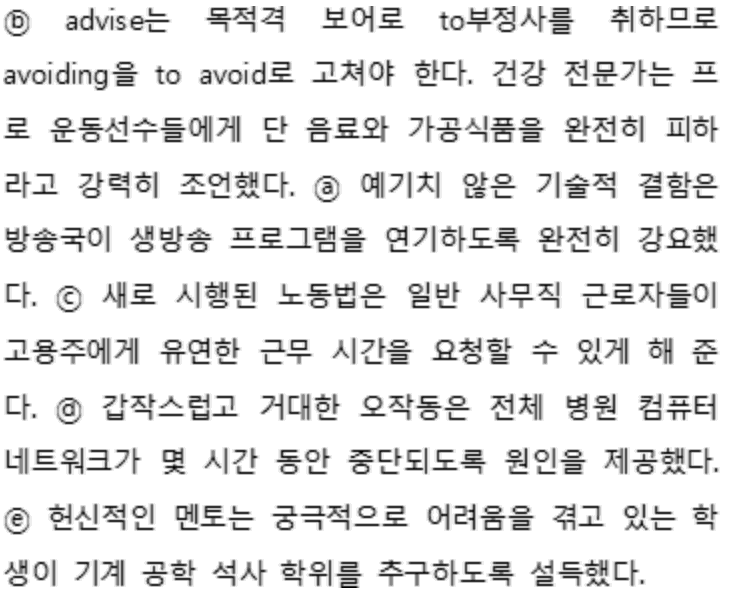 ⓑ advise는 목적격 보어로 to부정사를 취하므로
avoiding을 to avoid로 고쳐야 한다. 건강 전문가는 프
로 운동선수들에게 단 음료와 가공식품을 완전히 피하
라고 강력히 조언했다. ⓐ 예기치 않은 기술적 결함은
방송국이 생방송 프로그램을 연기하도록 완전히 강요했
다. ⓒ 새로 시행된 노동법은 일반 사무직 근로자들이
고용주에게 유연한 근무 시간을 요청할 수 있게 해 준
다. ⓓ 갑작스럽고 거대한 오작동은 전체 병원 컴퓨터
네트워크가 몇 시간 동안 중단되도록 원인을 제공했다.
ⓔ 헌신적인 멘토는 궁극적으로 어려움을 겪고 있는 학
생이 기계 공학 석사 학위를 추구하도록 설득했다.